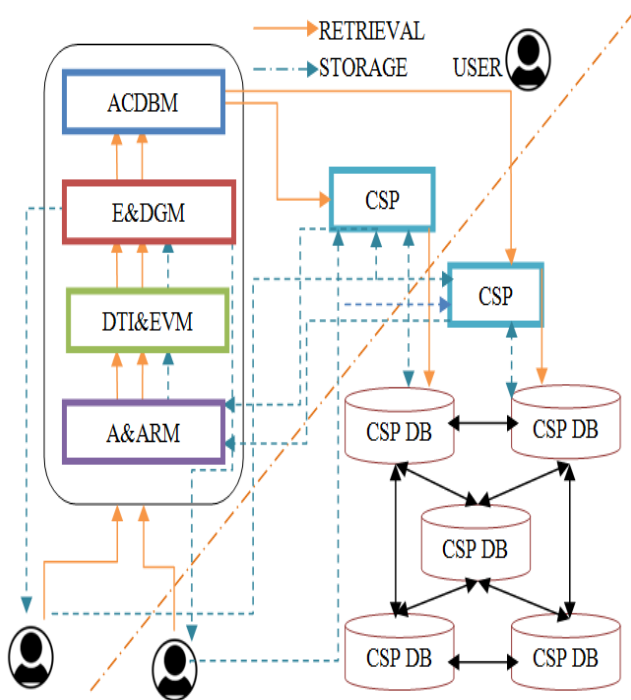 RETRIEVAL
STORAGE
USER
ACDBM
E&DGM
CSP
CSP
DTI&EVM
A&ARM
CSP DB
CSP DB
CSP DB
CSP DB
CSP DB